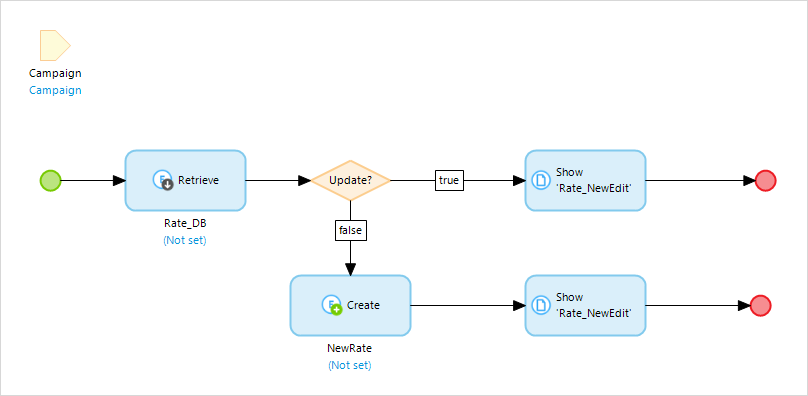 Campaign
Campaign
Retrieve
Rate_DB
(Not set)
Update?
true
Show
'Rate_NewEdit'
false
Create
NewRate
(Not set)
Show
'Rate_NewEdit'